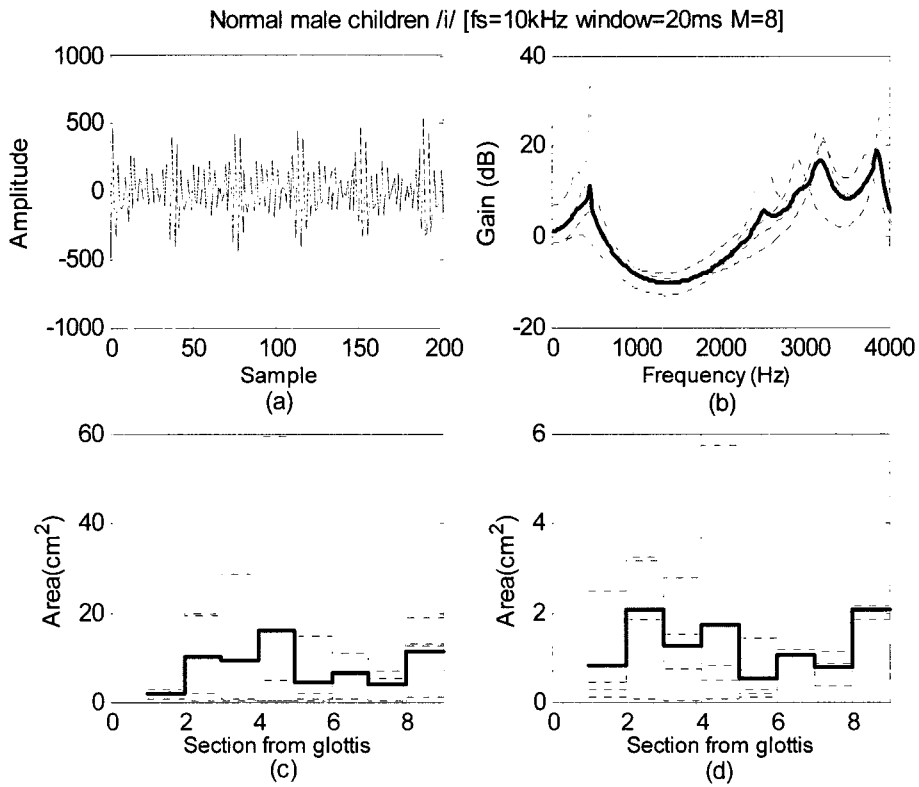 Normal male children /i/ [fs=10kHz window=20ms M=8]
1000
500
0
-500
-1000
Amplitude
0 50 100 150 200
Sample
(a)
40
20
0
-20
Gain (dB)
0 1000 2000 3000 4000
Frequency (Hz)
(b)
60
40
20
0
Area(cm²)
0 2 4 6 8
Section from glottis
(c)
6
4
2
0
Area(cm²)
0 2 4 6 8
Section from glottis
(d)